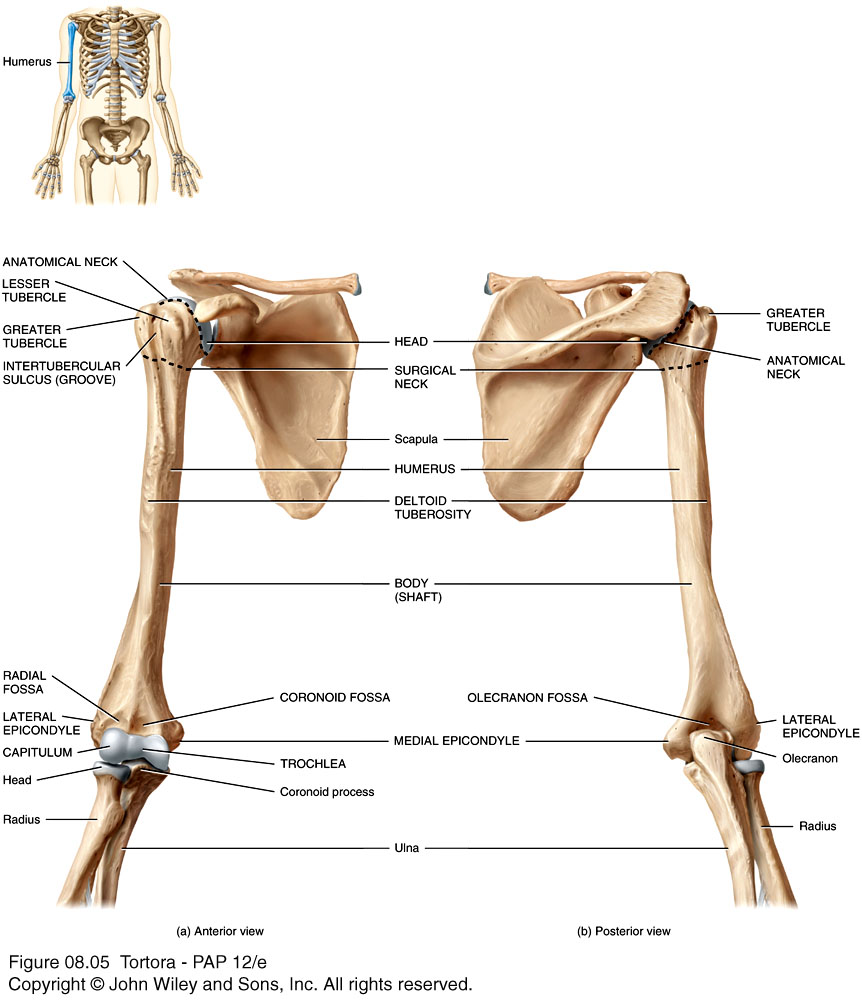 Humerus
ANATOMICAL NECK
LESSER
TUBERCLE
GREATER
TUBERCLE
INTERTUBERCULAR
SULCUS (GROOVE)
HEAD
SURGICAL
NECK
Scapula
HUMERUS
DELTOID
TUBEROSITY
BODY
(SHAFT)
GREATER
TUBERCLE
ANATOMICAL
NECK
RADIAL
FOSSA
LATERAL
EPICONDYLE
CAPITULUM
Head
Radius
CORONOID FOSSA
MEDIAL EPICONDYLE
TROCHLEA
Coronoid process
Ulna
OLECRANON FOSSA
LATERAL
EPICONDYLE
Olecranon
Radius
(a) Anterior view
(b) Posterior view
Figure 08.05 Tortora - PAP 12/e
Copyright © John Wiley and Sons, Inc. All rights reserved.